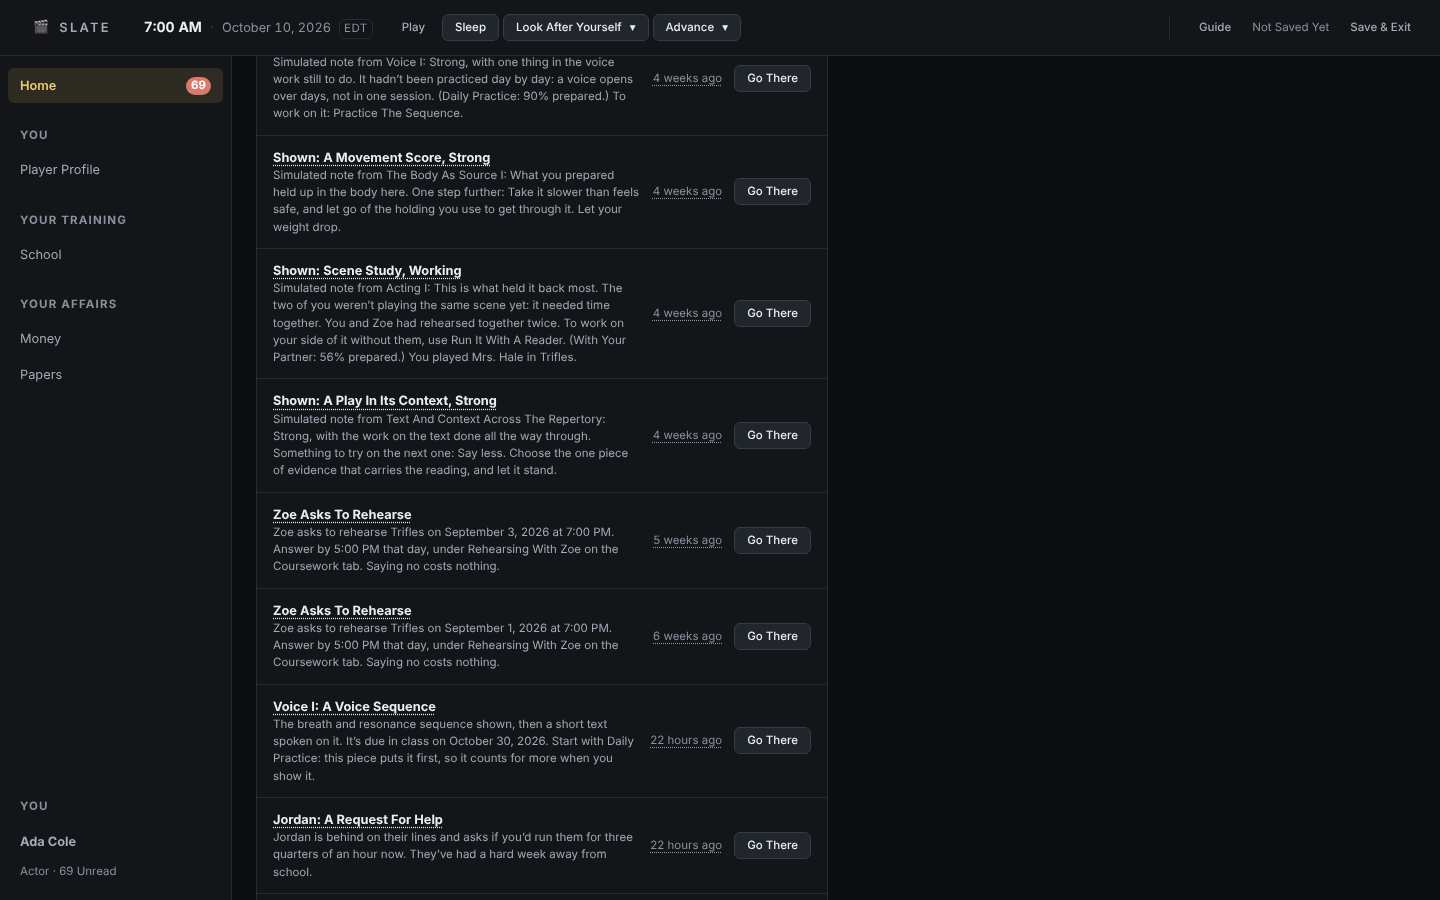 SLATE
7:00 AM · October 10, 2026 EDT
Play
Sleep
Look After Yourself ▾
Advance ▾
Guide
Not Saved Yet
Save & Exit
Home
69
YOU
Player Profile
YOUR TRAINING
School
YOUR AFFAIRS
Money
Papers
YOU
Ada Cole
Actor · 69 Unread
Simulated note from Voice I: Strong, with one thing in the voice
work still to do. It hadn't been practiced day by day: a voice opens
over days, not in one session. (Daily Practice: 90% prepared.) To
work on it: Practice The Sequence.
4 weeks ago
Go There
Shown: A Movement Score, Strong
Simulated note from The Body As Source I: What you prepared
held up in the body here. One step further: Take it slower than feels
safe, and let go of the holding you use to get through it. Let your
weight drop.
4 weeks ago
Go There
Shown: Scene Study, Working
Simulated note from Acting I: This is what held it back most. The
two of you weren't playing the same scene yet: it needed time
together. You and Zoe had rehearsed together twice. To work on
your side of it without them, use Run It With A Reader. (With Your
Partner: 56% prepared.) You played Mrs. Hale in Trifles.
4 weeks ago
Go There
Shown: A Play In Its Context, Strong
Simulated note from Text And Context Across The Repertory:
Strong, with the work on the text done all the way through.
Something to try on the next one: Say less. Choose the one piece
of evidence that carries the reading, and let it stand.
4 weeks ago
Go There
Zoe Asks To Rehearse
Zoe asks to rehearse Trifles on September 3, 2026 at 7:00 PM.
Answer by 5:00 PM that day, under Rehearsing With Zoe on the
Coursework tab. Saying no costs nothing.
5 weeks ago
Go There
Zoe Asks To Rehearse
Zoe asks to rehearse Trifles on September 1, 2026 at 7:00 PM.
Answer by 5:00 PM that day, under Rehearsing With Zoe on the
Coursework tab. Saying no costs nothing.
6 weeks ago
Go There
Voice I: A Voice Sequence
The breath and resonance sequence shown, then a short text
spoken on it. It's due in class on October 30, 2026. Start with Daily
Practice: this piece puts it first, so it counts for more when you
show it.
22 hours ago
Go There
Jordan: A Request For Help
Jordan is behind on their lines and asks if you'd run them for three
quarters of an hour now. They've had a hard week away from
school.
22 hours ago
Go There